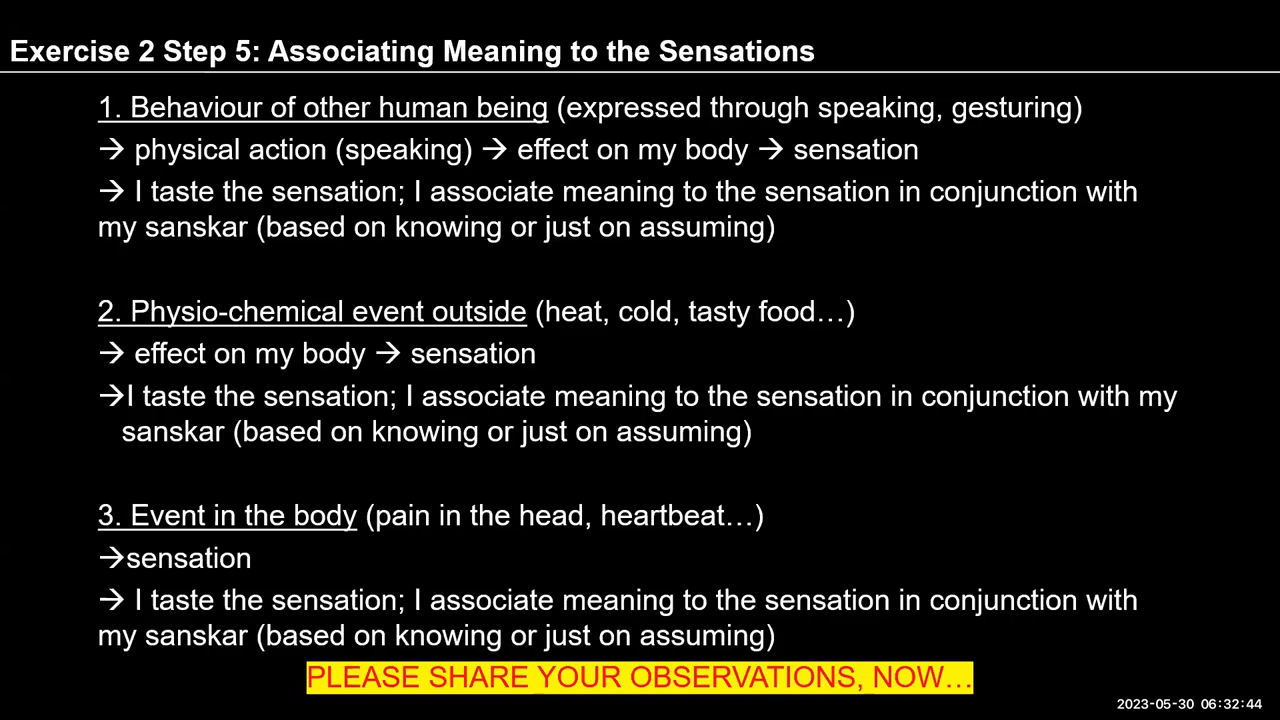 Exercise 2 Step 5: Associating Meaning to the Sensations
1. Behaviour of other human being (expressed through speaking, gesturing)
→ physical action (speaking) → effect on my body → sensation
→ I taste the sensation; I associate meaning to the sensation in conjunction with
my sanskar (based on knowing or just on assuming)
2. Physio-chemical event outside (heat, cold, tasty food…)
→ effect on my body → sensation
→I taste the sensation; I associate meaning to the sensation in conjunction with my
sanskar (based on knowing or just on assuming)
3. Event in the body (pain in the head, heartbeat…)
→sensation
→ I taste the sensation; I associate meaning to the sensation in conjunction with
my sanskar (based on knowing or just on assuming)
PLEASE SHARE YOUR OBSERVATIONS, NOW…
2023-05-30 06:32:44